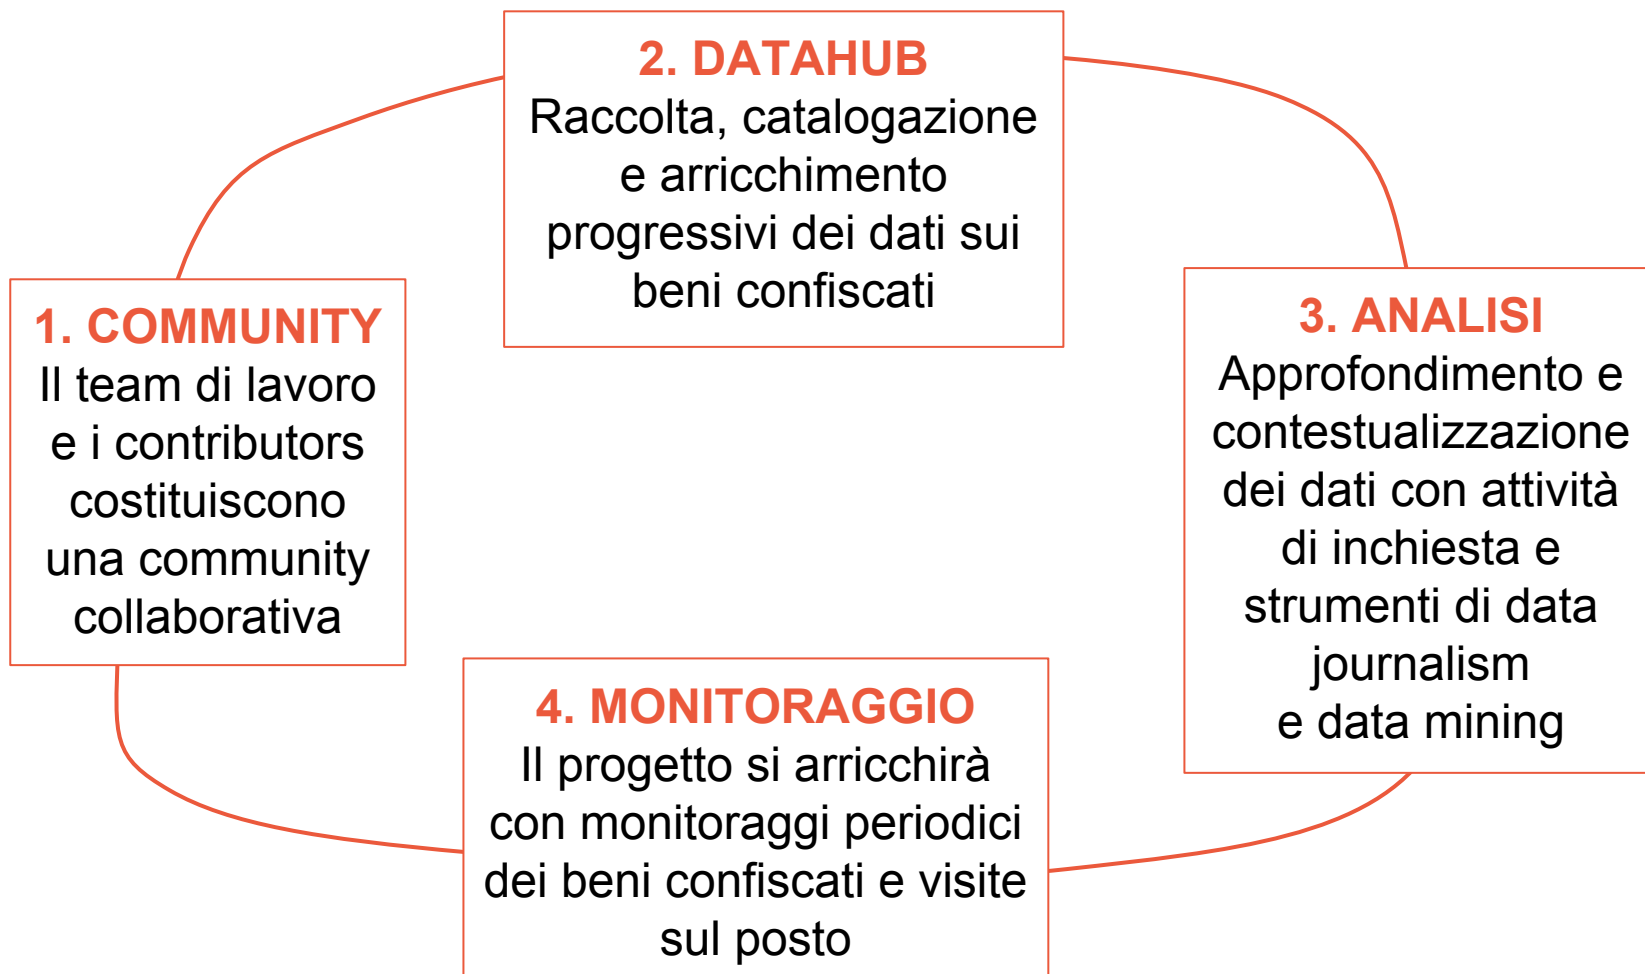 1. COMMUNITY
Il team di lavoro
e i contributors
costituiscono
una community
collaborativa
2. DATAHUB
Raccolta, catalogazione
e arricchimento
progressivi dei dati sui
beni confiscati
3. ANALISI
Approfondimento e
contestualizzazione
dei dati con attività
di inchiesta e
strumenti di data
journalism
e data mining
4. MONITORAGGIO
Il progetto si arricchirà
con monitoraggi periodici
dei beni confiscati e visite
sul posto